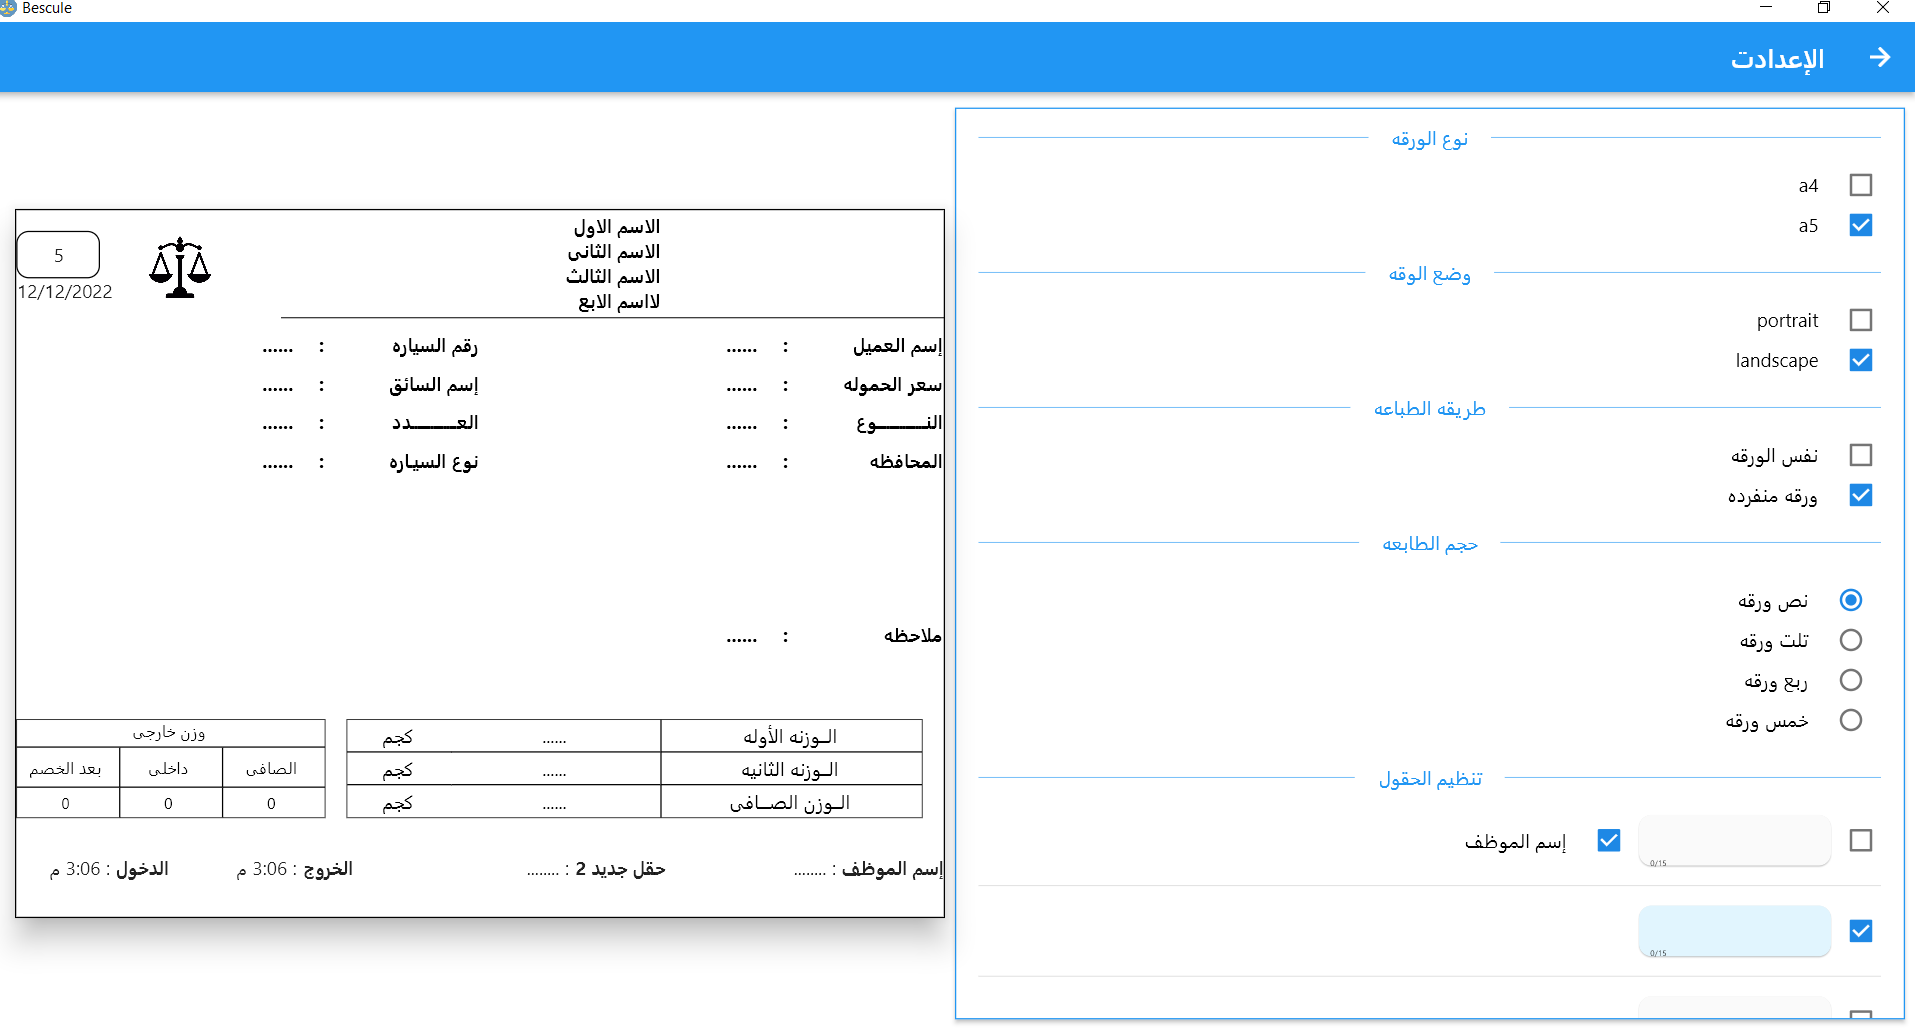 Bescule
الإعدادت
نوع الورقه
a4
a5
وضع الوقه
portrait
landscape
طريقه الطباعه
نفس الورقه
ورقه منفرده
حجم الطابعه
نص ورقه
تلت ورقه
ربع ورقه
خمس ورقه
تنظيم الحقول
0/15
إسم الموظف
0/15
الاسم الاول
الاسم الثانى
الاسم الثالث
لااسم الابع
5
12/12/2022
إسم العميل : ...... رقم السياره : ......
سعر الحموله : ...... إسم السائق : ......
النـــــــــوع : ...... العـــــــــدد : ......
المحافظه : ...... نوع السياره : ......
ملاحظه : ......
الـوزنه الأوله ...... كجم
الـوزنه الثانيه ...... كجم
الـوزن الصـافى ...... كجم
وزن خارجى
الصافى داخلى بعد الخصم
0 0 0
إسم الموظف : ........ حقل جديد 2 : ........ الخروج : 3:06 م الدخول : 3:06 م